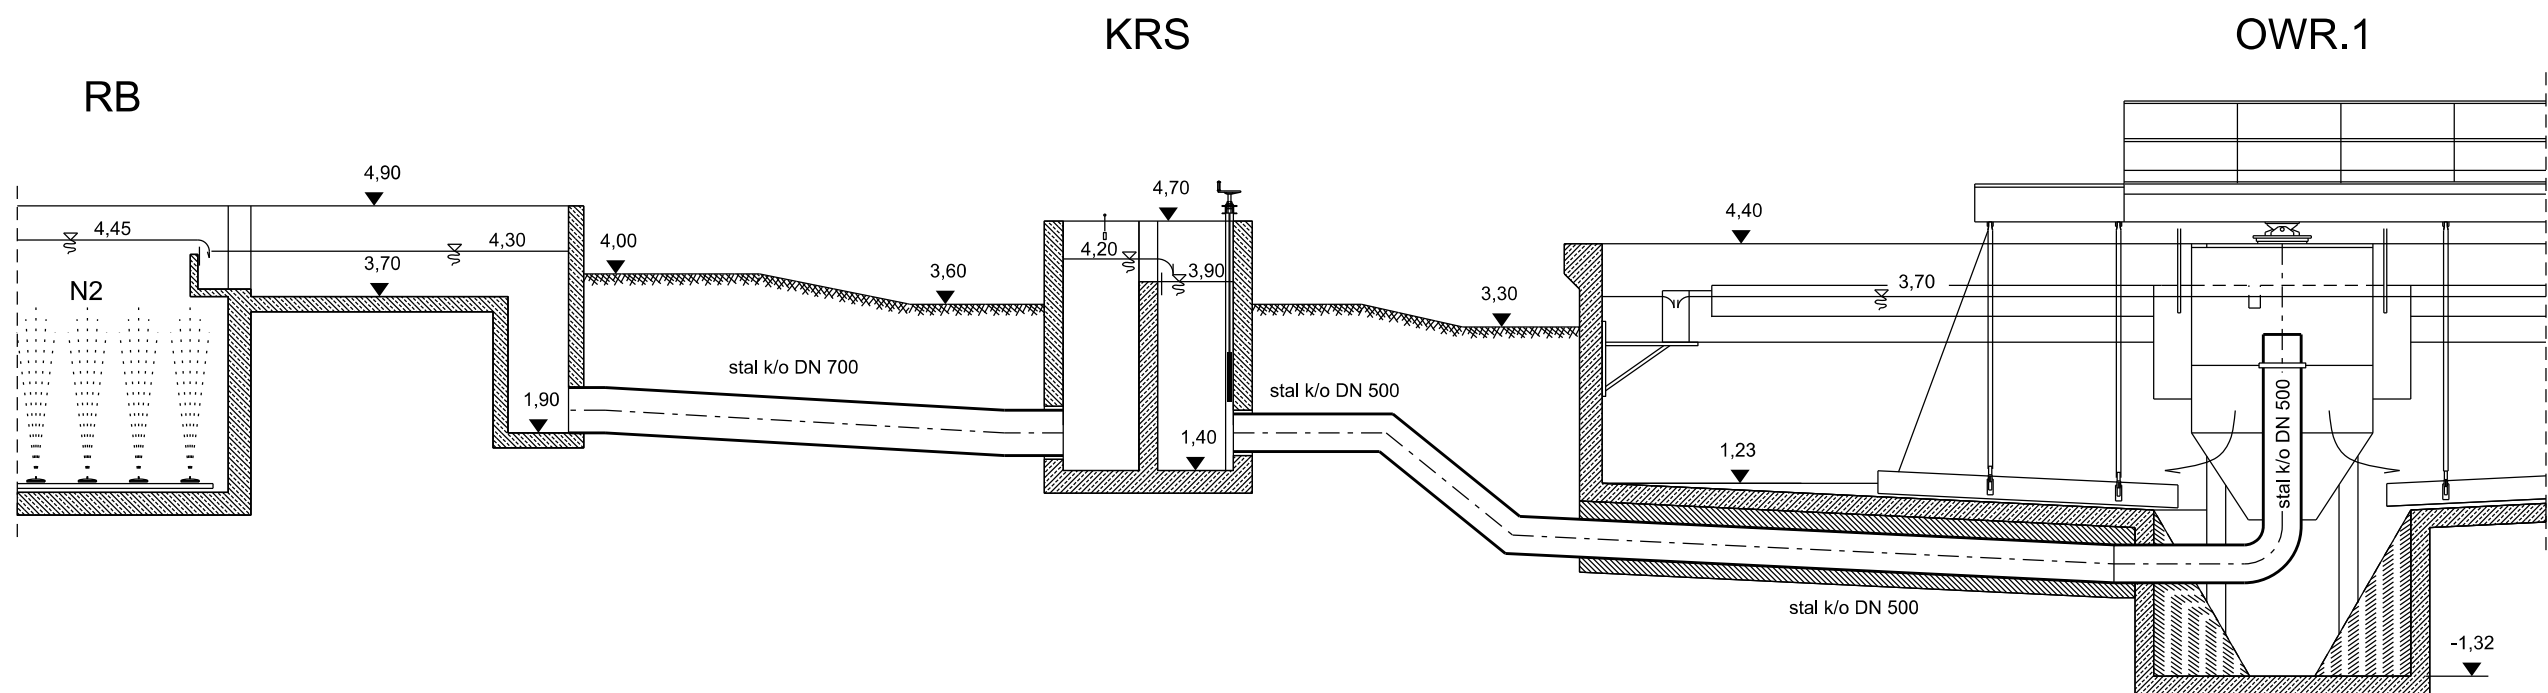 KRS
OWR.1
RB
4,90
4,70
4,45
4,30
4,00
4,20
4,40
3,70
3,60
3,90
3,70
N2
3,30
stal k/o DN 700
stal k/o DN 500
1,90
1,40
1,23
stal k/o DN 500
stal k/o DN 500
-1,32